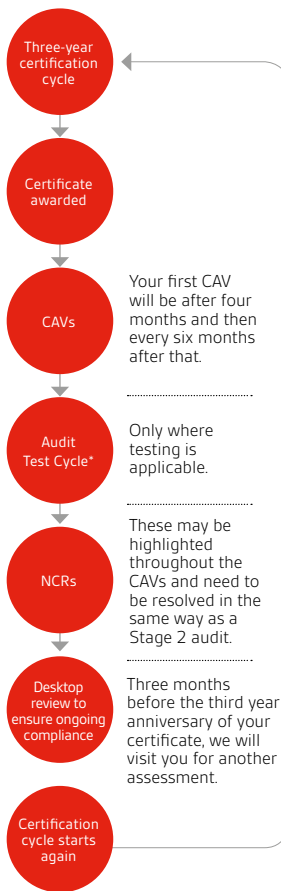 Three-year
certification
cycle
Certificate
awarded
CAVs
Your first CAV
will be after four
months and then
every six months
after that.
Audit
Test Cycle*
Only where
testing is
applicable.
NCRs
These may be
highlighted
throughout the
CAVs and need to
be resolved in the
same way as a
Stage 2 audit.
Desktop
review to
ensure ongoing
compliance
Three months
before the third year
anniversary of your
certificate, we will
visit you for another
assessment.
Certification
cycle starts
again